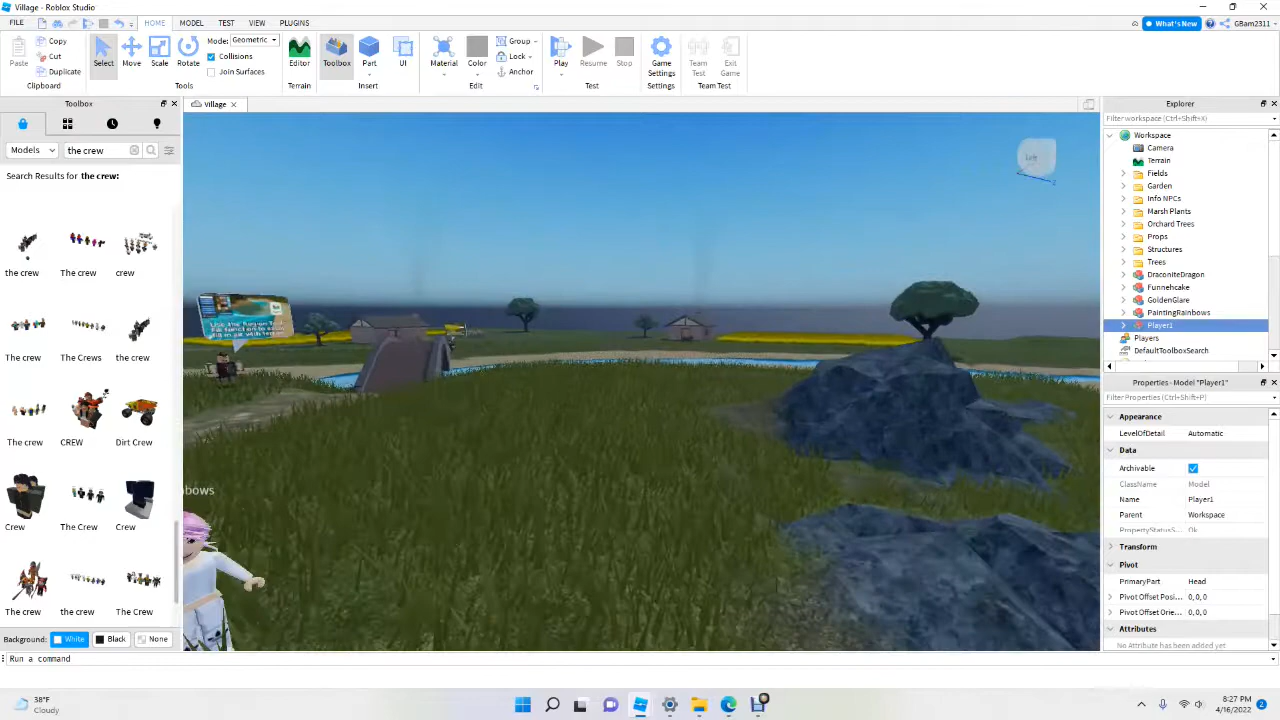 Village - Roblox Studio
FILE HOME MODEL TEST VIEW PLUGINS What's New GBam2311
Paste Copy Cut Duplicate Clipboard
Select Move Scale Rotate Mode: Geometric Collisions Join Surfaces Tools
Editor Terrain
Toolbox Part UI Insert
Material Color Group Lock Anchor Edit
Play Resume Stop Test
Game Settings Settings
Team Test Exit Game Team Test
Toolbox
Models the crew
Search Results for the crew:
the crew The crew crew
The crew The Crews the crew
The crew CREW Dirt Crew
Crew The Crew Crew
The crew the crew The Crew
Background: White Black None
Run a command
Village
Left
bows
Explorer
Filter workspace (Ctrl+Shift+X)
Workspace
Camera
Terrain
Fields
Garden
Info NPCs
Marsh Plants
Orchard Trees
Props
Structures
Trees
DraconiteDragon
Funnehcake
GoldenGlare
PaintingRainbows
Player1
Players
DefaultToolboxSearch
Properties - Model "Player1"
Filter Properties (Ctrl+Shift+P)
Appearance
LevelOfDetail Automatic
Data
Archivable
ClassName Model
Name Player1
Parent Workspace
PropertyStatusS... Ok
Transform
Pivot
PrimaryPart Head
Pivot Offset Posi... 0, 0, 0
Pivot Offset Orie... 0, 0, 0
Attributes
No Attribute has been added yet
38°F
Cloudy
8:27 PM
4/16/2022
2